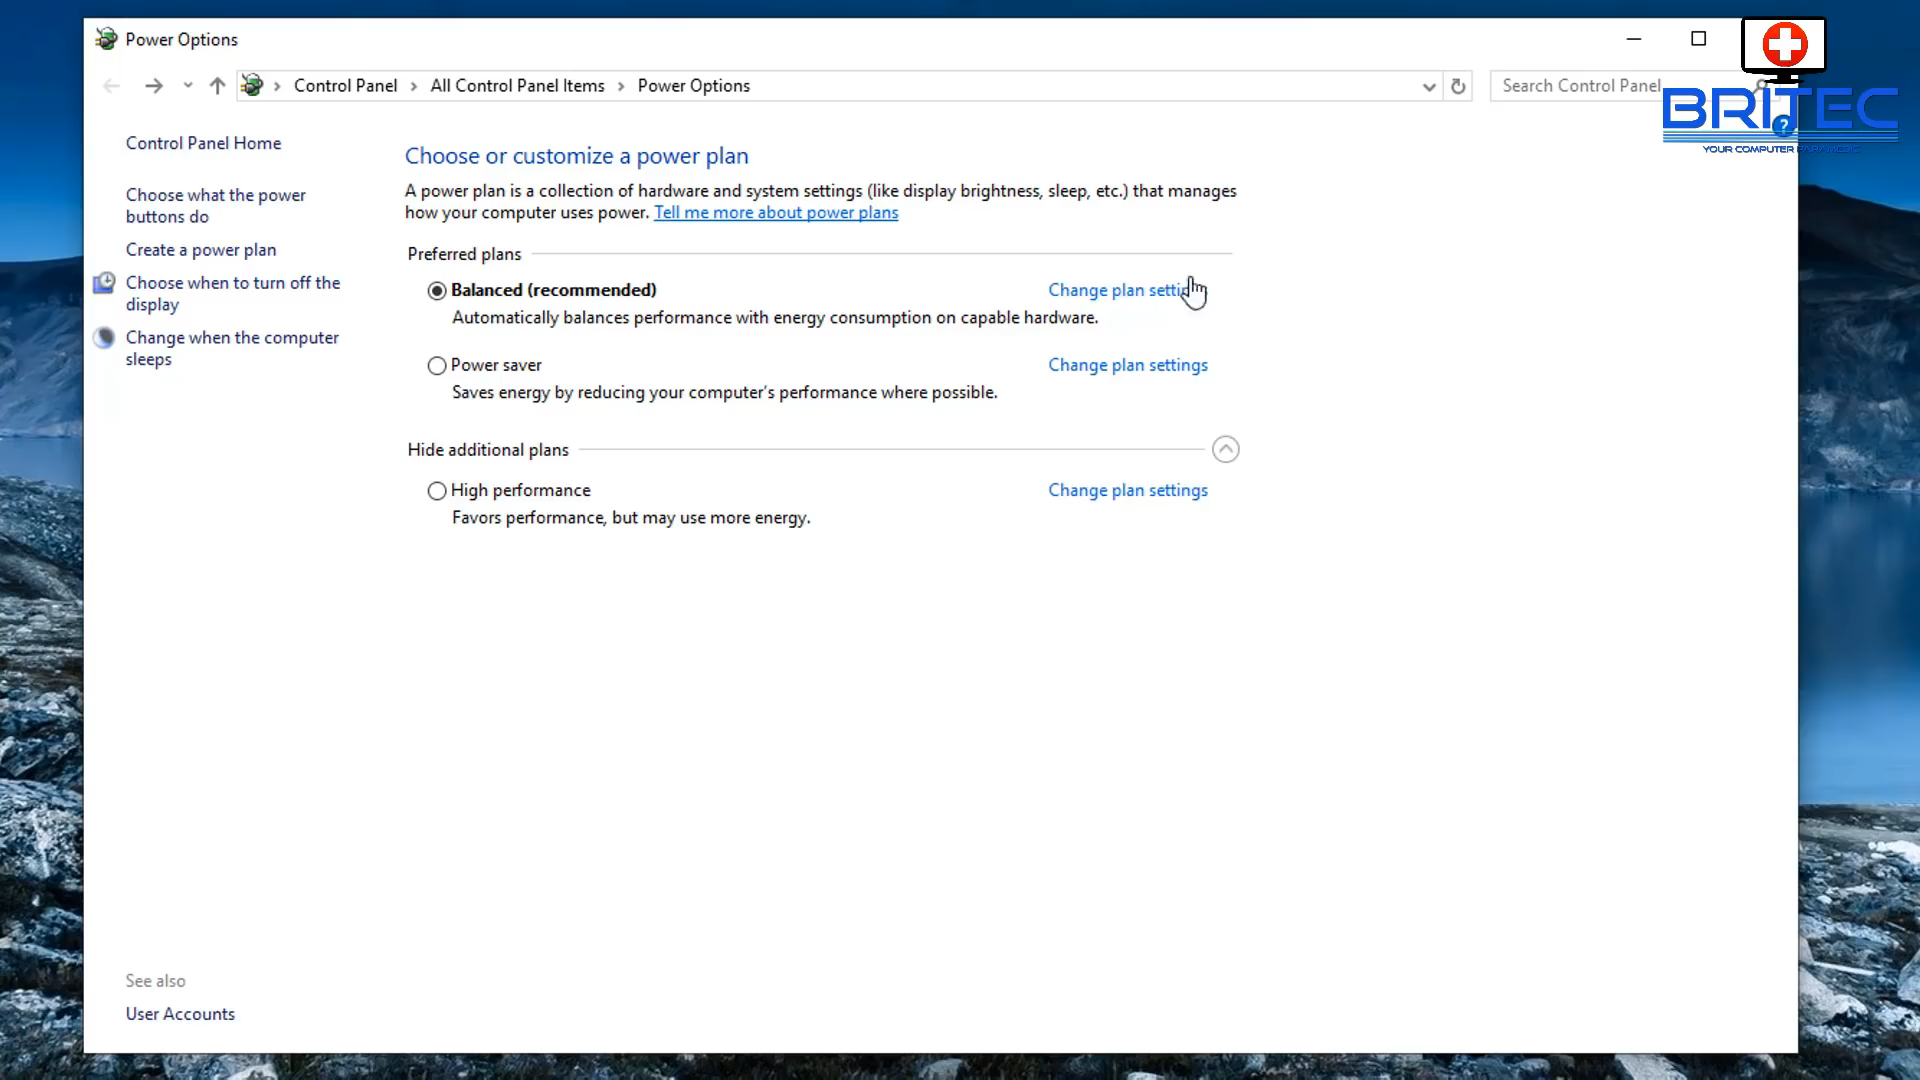 Power Options
Control Panel > All Control Panel Items > Power Options
Search Control Panel
BRITEC
YOUR COMPUTER PARAMEDIC
?
Control Panel Home
Choose what the power
buttons do
Create a power plan
Choose when to turn off the
display
Change when the computer
sleeps
Choose or customize a power plan
A power plan is a collection of hardware and system settings (like display brightness, sleep, etc.) that manages
how your computer uses power. Tell me more about power plans
Preferred plans
Balanced (recommended) Change plan setti
Automatically balances performance with energy consumption on capable hardware.
Power saver Change plan settings
Saves energy by reducing your computer's performance where possible.
Hide additional plans
High performance Change plan settings
Favors performance, but may use more energy.
See also
User Accounts